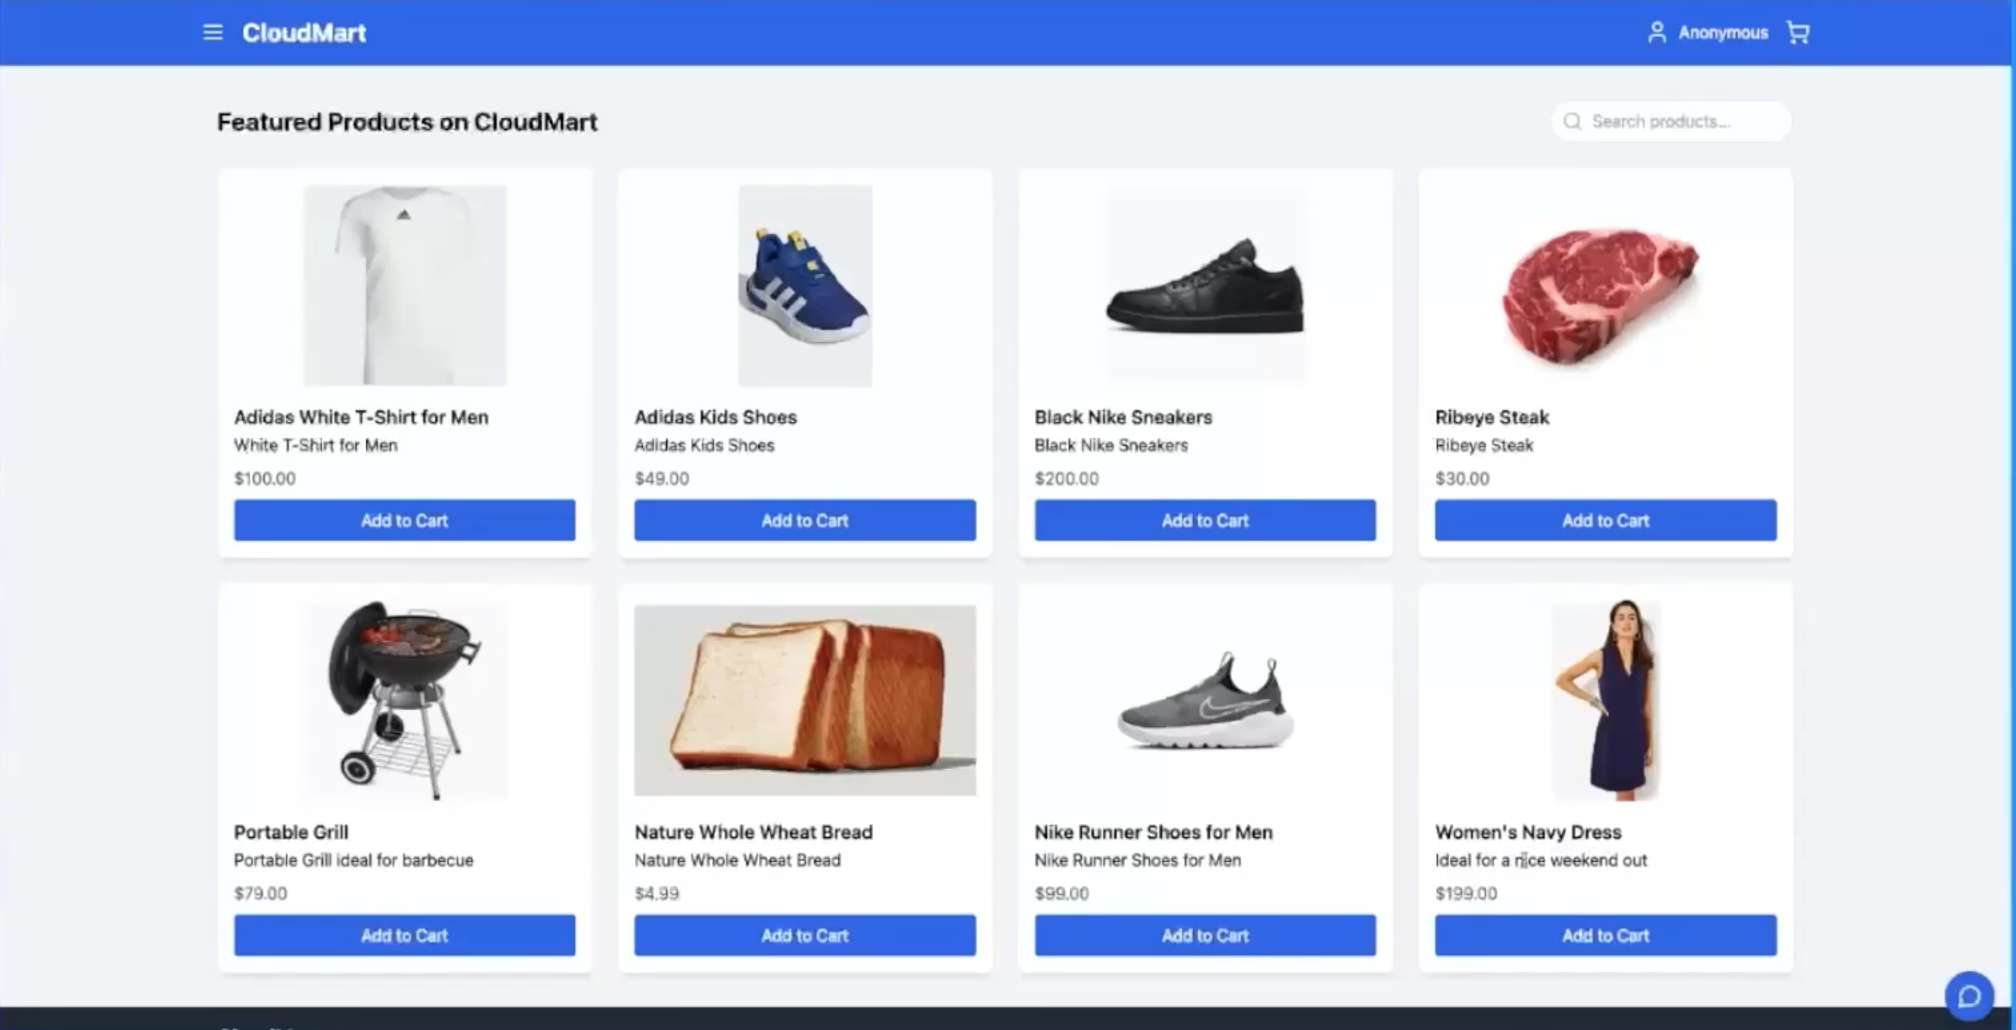 CloudMart
Anonymous
Featured Products on CloudMart
Search products...
Adidas White T-Shirt for Men
White T-Shirt for Men
$100.00
Add to Cart
Adidas Kids Shoes
Adidas Kids Shoes
$49.00
Add to Cart
Black Nike Sneakers
Black Nike Sneakers
$200.00
Add to Cart
Ribeye Steak
Ribeye Steak
$30.00
Add to Cart
Portable Grill
Portable Grill ideal for barbecue
$79.00
Add to Cart
Nature Whole Wheat Bread
Nature Whole Wheat Bread
$4.99
Add to Cart
Nike Runner Shoes for Men
Nike Runner Shoes for Men
$99.00
Add to Cart
Women's Navy Dress
Ideal for a nice weekend out
$199.00
Add to Cart